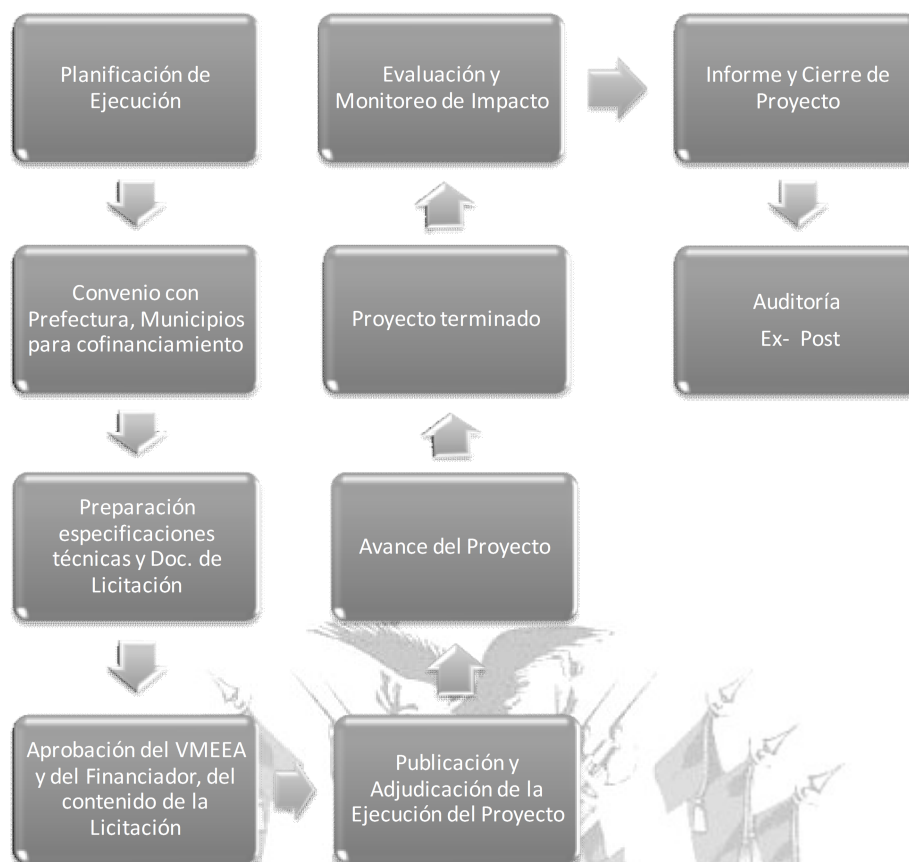 Planificación de
Ejecución
Convenio con
Prefectura, Municipios
para cofinanciamiento
Preparación
especificaciones
técnicas y Doc. de
Licitación
Aprobación del VMEEA
y del Financiador, del
contenido de la
Licitación
Publicación y
Adjudicación de la
Ejecución del Proyecto
Avance del Proyecto
Proyecto terminado
Evaluación y
Monitoreo de Impacto
Informe y Cierre de
Proyecto
Auditoría
Ex- Post